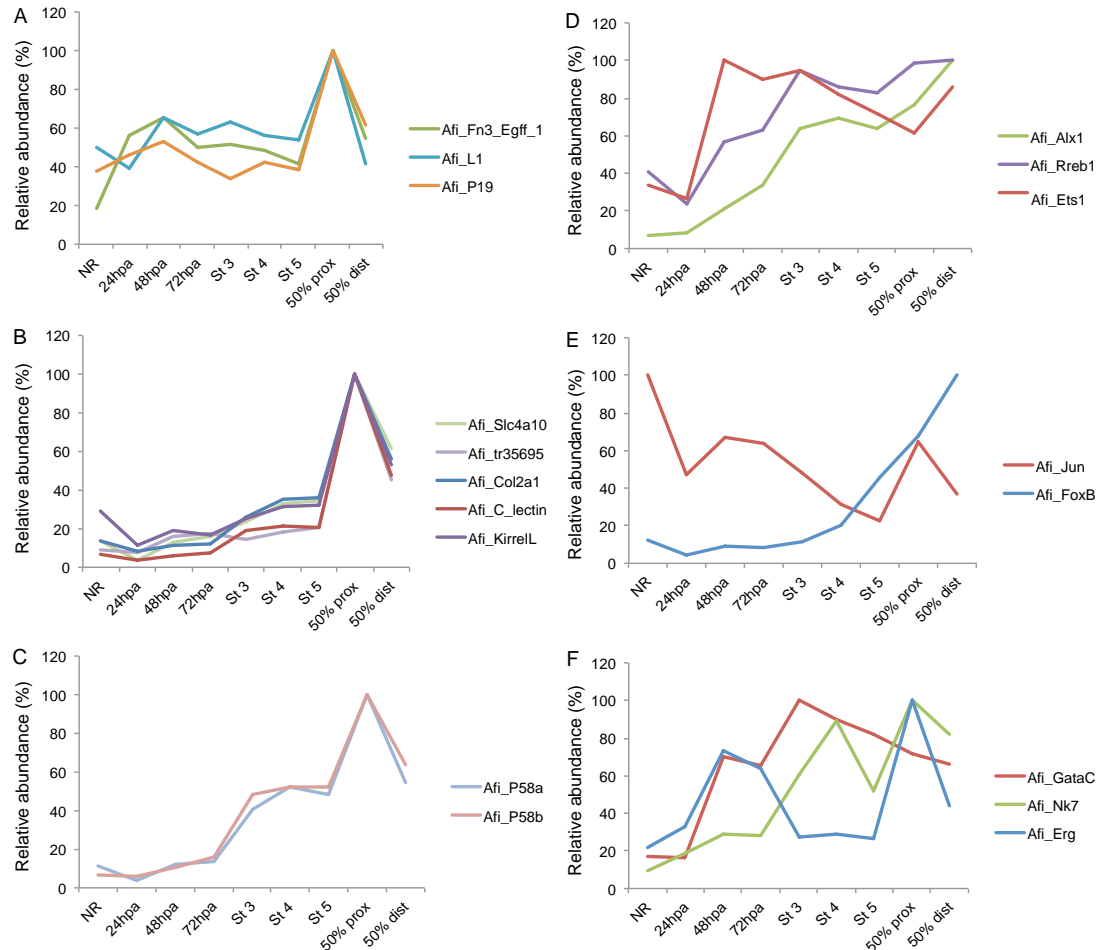 A
Relative abundance (%)
120
100
80
60
40
20
0
NR
24hpa
48hpa
72hpa
St 3
St 4
St 5
50% prox
50% dist
Afi_Fn3_Egff_1
Afi_L1
Afi_P19
B
Relative abundance (%)
120
100
80
60
40
20
0
NR
24hpa
48hpa
72hpa
St 3
St 4
St 5
50% prox
50% dist
Afi_Slc4a10
Afi_tr35695
Afi_Col2a1
Afi_C_lectin
Afi_KirrelL
C
Relative abundance (%)
120
100
80
60
40
20
0
NR
24hpa
48hpa
72hpa
St 3
St 4
St 5
50% prox
50% dist
Afi_P58a
Afi_P58b
D
Relative abundance (%)
120
100
80
60
40
20
0
NR
24hpa
48hpa
72hpa
St 3
St 4
St 5
50% prox
50% dist
Afi_Alx1
Afi_Rreb1
Afi_Ets1
E
Relative abundance (%)
120
100
80
60
40
20
0
NR
24hpa
48hpa
72hpa
St 3
St 4
St 5
50% prox
50% dist
Afi_Jun
Afi_FoxB
F
Relative abundance (%)
120
100
80
60
40
20
0
NR
24hpa
48hpa
72hpa
St 3
St 4
St 5
50% prox
50% dist
Afi_GataC
Afi_Nk7
Afi_Erg